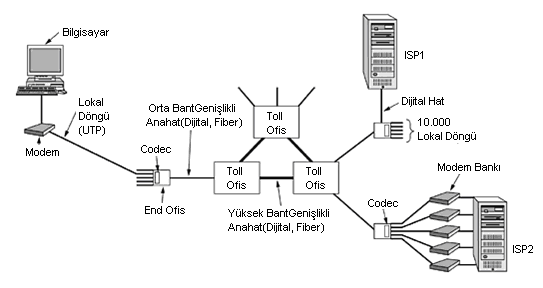 Bilgisayar
Lokal
Döngü
(UTP)
Modem
Orta BantGenişlikli
Anahat(Dijital, Fiber)
Codec
End Ofis
Toll
Ofis
Toll
Ofis
Toll
Ofis
Yüksek BantGenişlikli
Anahat(Dijital, Fiber)
ISP1
Dijital Hat
10.000
Lokal Döngü
Modem Bankı
Codec
ISP2